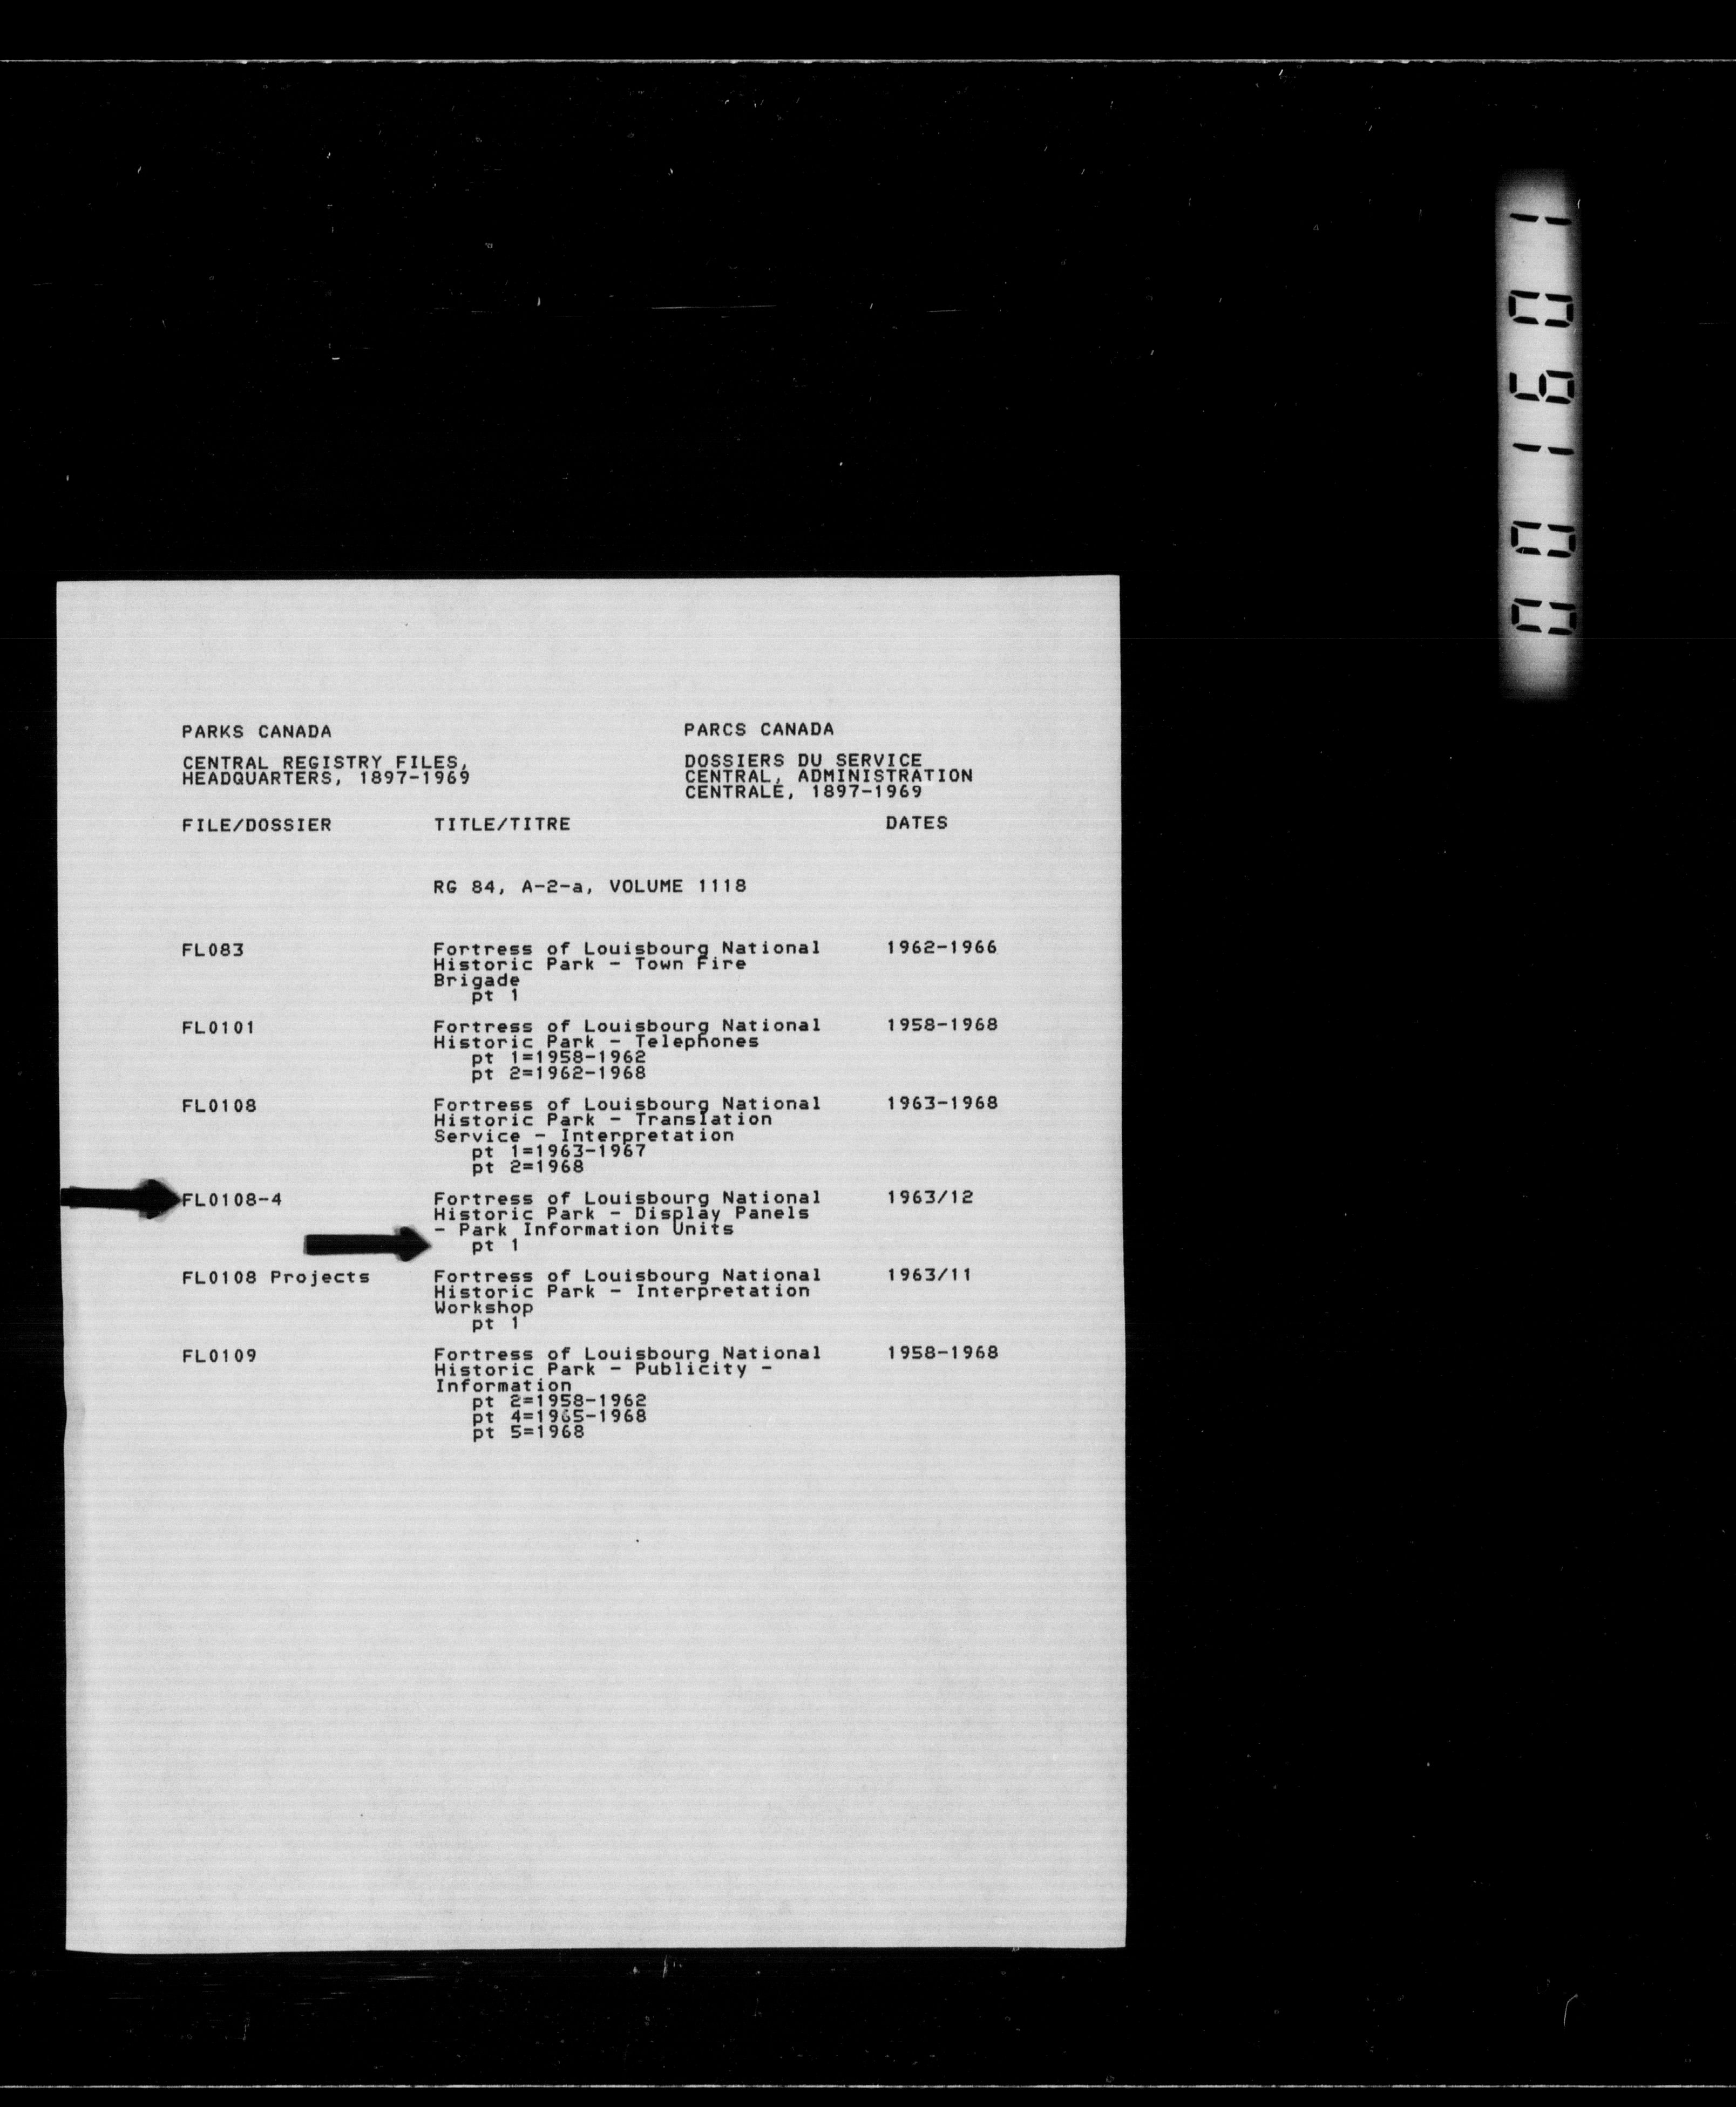 001601
PARKS CANADA
CENTRAL REGISTRY FILES,
HEADQUARTERS, 1897-1969
PARCS CANADA
DOSSIERS DU SERVICE
CENTRAL, ADMINISTRATION
CENTRALE, 1897-1969
FILE/DOSSIER TITLE/TITRE DATES
RG 84, A-2-a, VOLUME 1118
FL083 Fortress of Louisbourg National 1962-1966
Historic Park - Town Fire
Brigade
pt 1
FL0101 Fortress of Louisbourg National 1958-1968
Historic Park - Telephones
pt 1=1958-1962
pt 2=1962-1968
FL0108 Fortress of Louisbourg National 1963-1968
Historic Park - Translation
Service - Interpretation
pt 1=1963-1967
pt 2=1968
FL0108-4 Fortress of Louisbourg National 1963/12
Historic Park - Display Panels
- Park Information Units
pt 1
FL0108 Projects Fortress of Louisbourg National 1963/11
Historic Park - Interpretation
Workshop
pt 1
FL0109 Fortress of Louisbourg National 1958-1968
Historic Park - Publicity -
Information
pt 2=1958-1962
pt 4=1965-1968
pt 5=1968